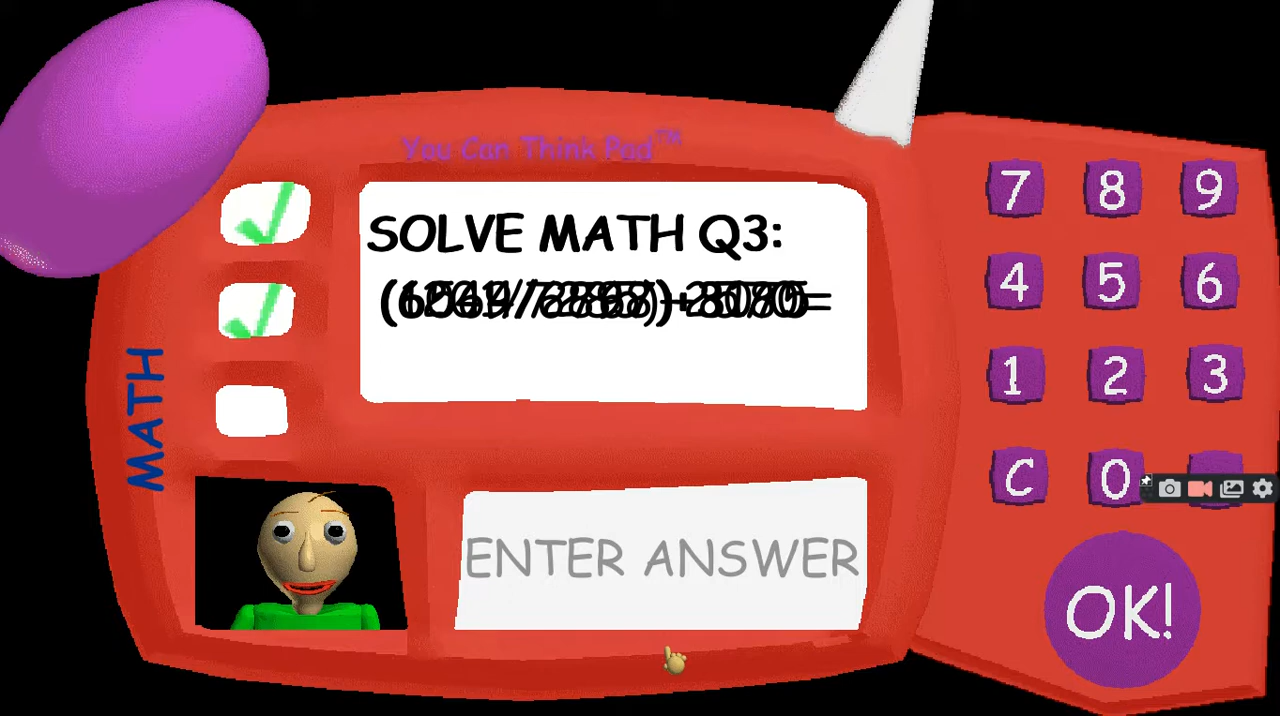 You Can Think Pad™
SOLVE MATH Q3:
MATH
ENTER ANSWER
7 8 9
4 5 6
1 2 3
C 0
OK!